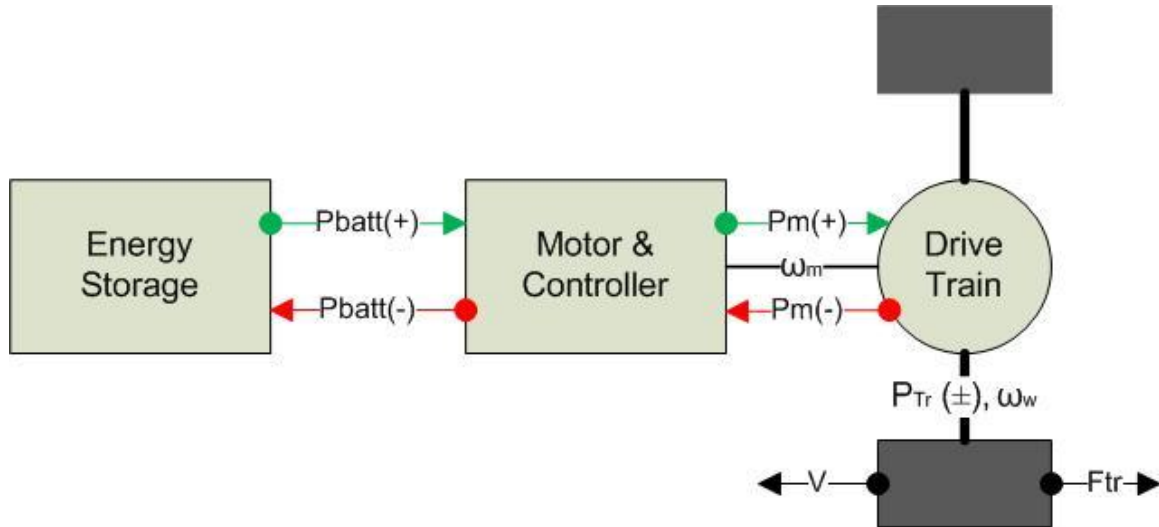 Energy
Storage
Pbatt(+)
Pbatt(-)
Motor &
Controller
Pm(+)
ωm
Pm(-)
Drive
Train
PTr (±), ωw
V
Ftr